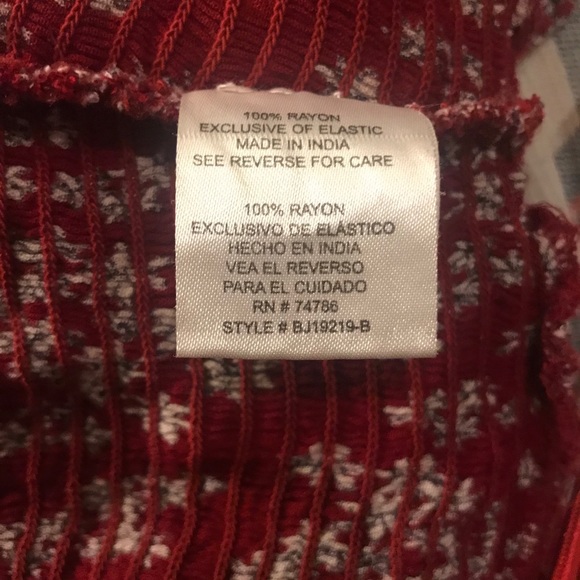 100% RAYON
EXCLUSIVE OF ELASTIC
MADE IN INDIA
SEE REVERSE FOR CARE
100% RAYON
EXCLUSIVO DE ELÁSTICO
HECHO EN INDIA
VEA EL REVERSO
PARA EL CUIDADO
RN # 74786
STYLE # BJ19219-B